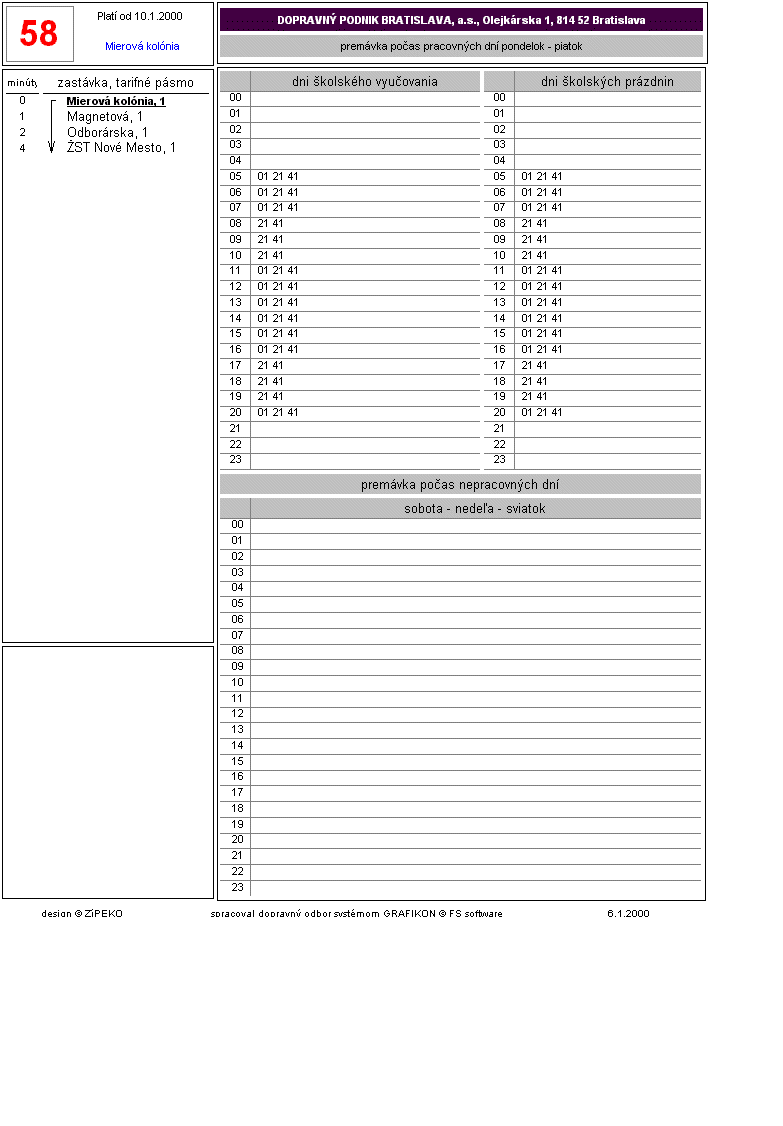 58
Platí od 10.1.2000
Mierová kolónia
DOPRAVNÝ PODNIK BRATISLAVA, a.s., Olejkárska 1, 814 52 Bratislava
premávka počas pracovných dní pondelok - piatok
minúty zastávka, tarifné pásmo
0 Mierová kolónia, 1
1 Magnetová, 1
2 Odborárska, 1
4 ŽST Nové Mesto, 1
dni školského vyučovania dni školských prázdnin
00 00
01 01
02 02
03 03
04 04
05 01 21 41 05 01 21 41
06 01 21 41 06 01 21 41
07 01 21 41 07 01 21 41
08 21 41 08 21 41
09 21 41 09 21 41
10 21 41 10 21 41
11 01 21 41 11 01 21 41
12 01 21 41 12 01 21 41
13 01 21 41 13 01 21 41
14 01 21 41 14 01 21 41
15 01 21 41 15 01 21 41
16 01 21 41 16 01 21 41
17 21 41 17 21 41
18 21 41 18 21 41
19 21 41 19 21 41
20 01 21 41 20 01 21 41
21 21
22 22
23 23
premávka počas nepracovných dní
sobota - nedeľa - sviatok
00
01
02
03
04
05
06
07
08
09
10
11
12
13
14
15
16
17
18
19
20
21
22
23
design © ZíPEKO spracoval dopravný odbor systémom GRAFIKON © FS software 6.1.2000